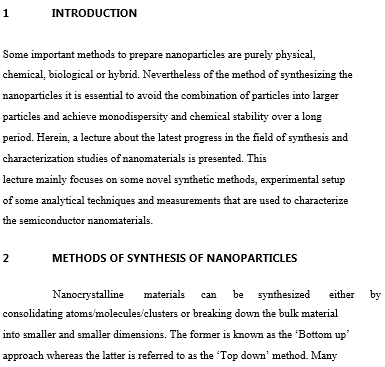 1 INTRODUCTION
Some important methods to prepare nanoparticles are purely physical,
chemical, biological or hybrid. Nevertheless of the method of synthesizing the
nanoparticles it is essential to avoid the combination of particles into larger
particles and achieve monodispersity and chemical stability over a long
period. Herein, a lecture about the latest progress in the field of synthesis and
characterization studies of nanomaterials is presented. This
lecture mainly focuses on some novel synthetic methods, experimental setup
of some analytical techniques and measurements that are used to characterize
the semiconductor nanomaterials.
2 METHODS OF SYNTHESIS OF NANOPARTICLES
Nanocrystalline materials can be synthesized either by
consolidating atoms/molecules/clusters or breaking down the bulk material
into smaller and smaller dimensions. The former is known as the ‘Bottom up’
approach whereas the latter is referred to as the ‘Top down’ method. Many